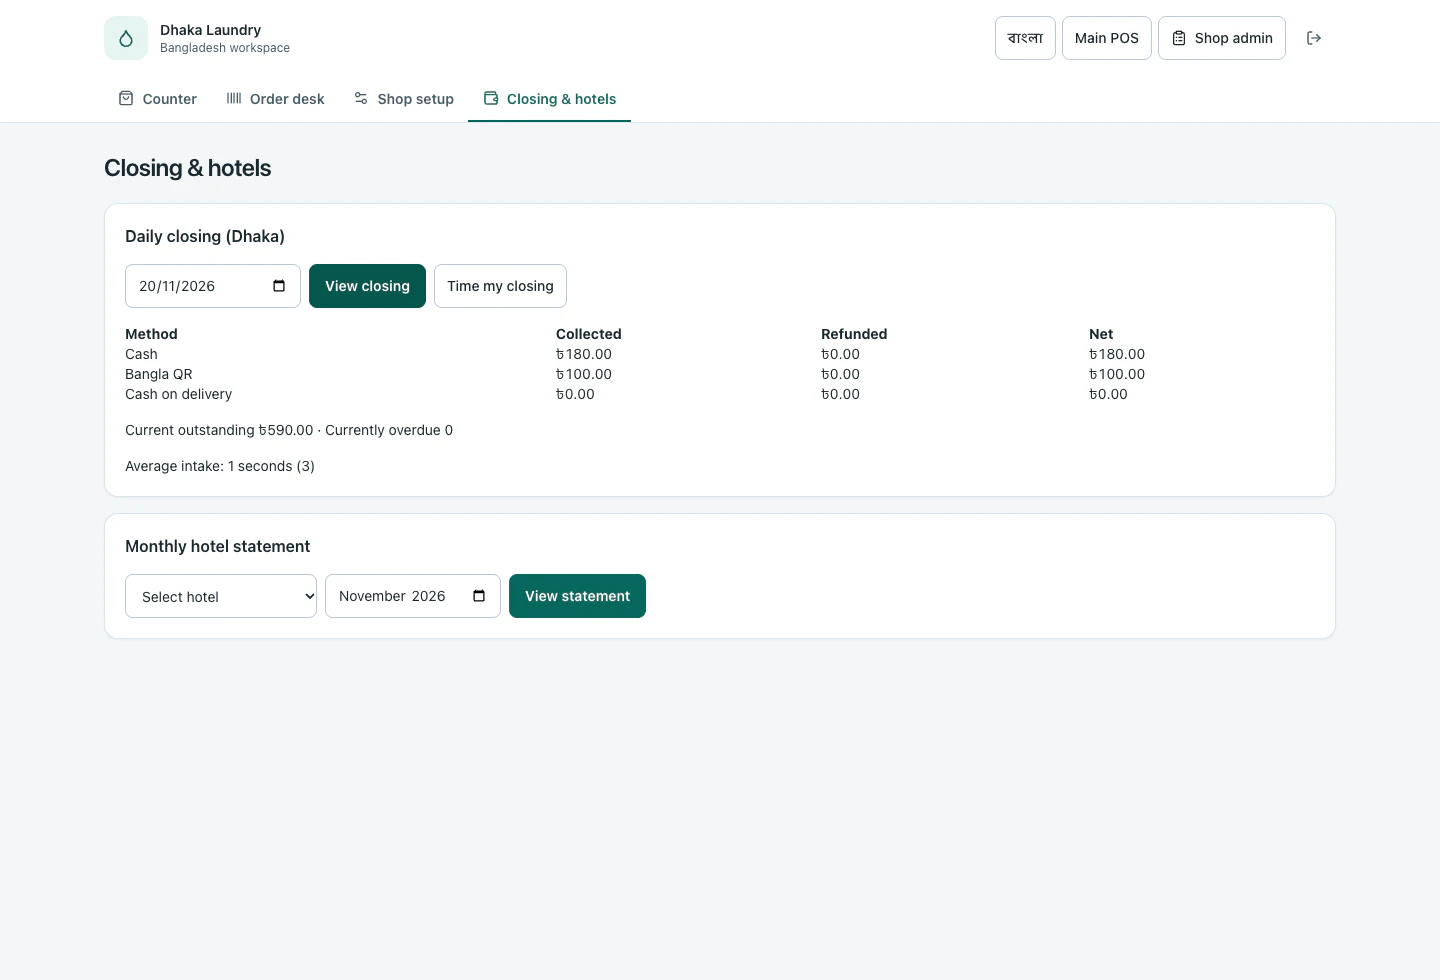 Dhaka Laundry
Bangladesh workspace
বাংলা
Main POS
Shop admin
Counter
Order desk
Shop setup
Closing & hotels
Closing & hotels
Daily closing (Dhaka)
20/11/2026
View closing
Time my closing
Method Collected Refunded Net
Cash ৳180.00 ৳0.00 ৳180.00
Bangla QR ৳100.00 ৳0.00 ৳100.00
Cash on delivery ৳0.00 ৳0.00 ৳0.00
Current outstanding ৳590.00 · Currently overdue 0
Average intake: 1 seconds (3)
Monthly hotel statement
Select hotel
November 2026
View statement